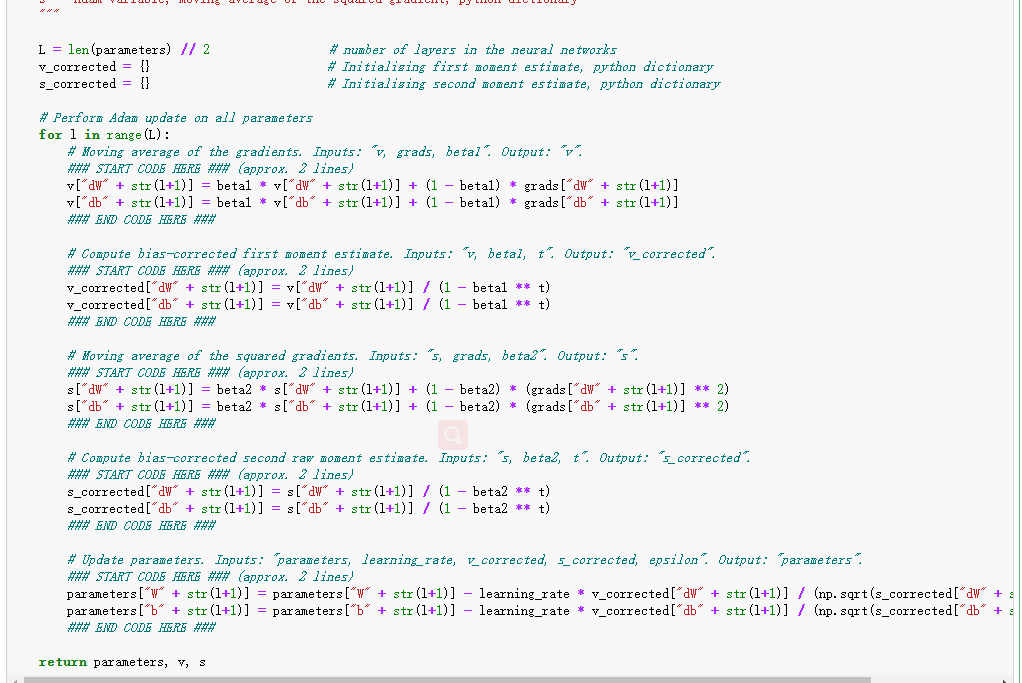 s -- Adam variable, moving average of the squared gradient, python dictionary
"""
L = len(parameters) // 2                 # number of layers in the neural networks
v_corrected = {}                         # Initializing first moment estimate, python dictionary
s_corrected = {}                         # Initializing second moment estimate, python dictionary
# Perform Adam update on all parameters
for l in range(L):
# Moving average of the gradients. Inputs: "v, grads, beta1". Output: "v".
### START CODE HERE ### (approx. 2 lines)
v["dW" + str(l+1)] = beta1 * v["dW" + str(l+1)] + (1 - beta1) * grads["dW" + str(l+1)]
v["db" + str(l+1)] = beta1 * v["db" + str(l+1)] + (1 - beta1) * grads["db" + str(l+1)]
### END CODE HERE ###
# Compute bias-corrected first moment estimate. Inputs: "v, beta1, t". Output: "v_corrected".
### START CODE HERE ### (approx. 2 lines)
v_corrected["dW" + str(l+1)] = v["dW" + str(l+1)] / (1 - beta1 ** t)
v_corrected["db" + str(l+1)] = v["db" + str(l+1)] / (1 - beta1 ** t)
### END CODE HERE ###
# Moving average of the squared gradients. Inputs: "s, grads, beta2". Output: "s".
### START CODE HERE ### (approx. 2 lines)
s["dW" + str(l+1)] = beta2 * s["dW" + str(l+1)] + (1 - beta2) * (grads["dW" + str(l+1)] ** 2)
s["db" + str(l+1)] = beta2 * s["db" + str(l+1)] + (1 - beta2) * (grads["db" + str(l+1)] ** 2)
### END CODE HERE ###
# Compute bias-corrected second raw moment estimate. Inputs: "s, beta2, t". Output: "s_corrected".
### START CODE HERE ### (approx. 2 lines)
s_corrected["dW" + str(l+1)] = s["dW" + str(l+1)] / (1 - beta2 ** t)
s_corrected["db" + str(l+1)] = s["db" + str(l+1)] / (1 - beta2 ** t)
### END CODE HERE ###
# Update parameters. Inputs: "parameters, learning_rate, v_corrected, s_corrected, epsilon". Output: "parameters".
### START CODE HERE ### (approx. 2 lines)
parameters["W" + str(l+1)] = parameters["W" + str(l+1)] - learning_rate * v_corrected["dW" + str(l+1)] / (np.sqrt(s_corrected["dW" + s
parameters["b" + str(l+1)] = parameters["b" + str(l+1)] - learning_rate * v_corrected["db" + str(l+1)] / (np.sqrt(s_corrected["db" + s
### END CODE HERE ###
return parameters, v, s